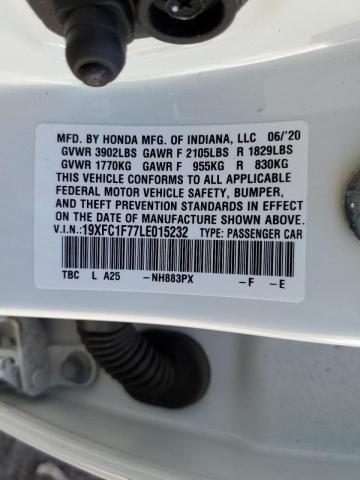 MFD. BY HONDA MFG. OF INDIANA, LLC 06/'20
GVWR 3902LBS GAWR F 2105LBS R 1829LBS
GVWR 1770KG GAWR F 955KG R 830KG
THIS VEHICLE CONFORMS TO ALL APPLICABLE
FEDERAL MOTOR VEHICLE SAFETY, BUMPER,
AND THEFT PREVENTION STANDARDS IN EFFECT
ON THE DATE OF MANUFACTURE SHOWN ABOVE.
V.I.N.:19XFC1F77LE015232 TYPE: PASSENGER CAR
TBC L A25 -NH883PX -F -E